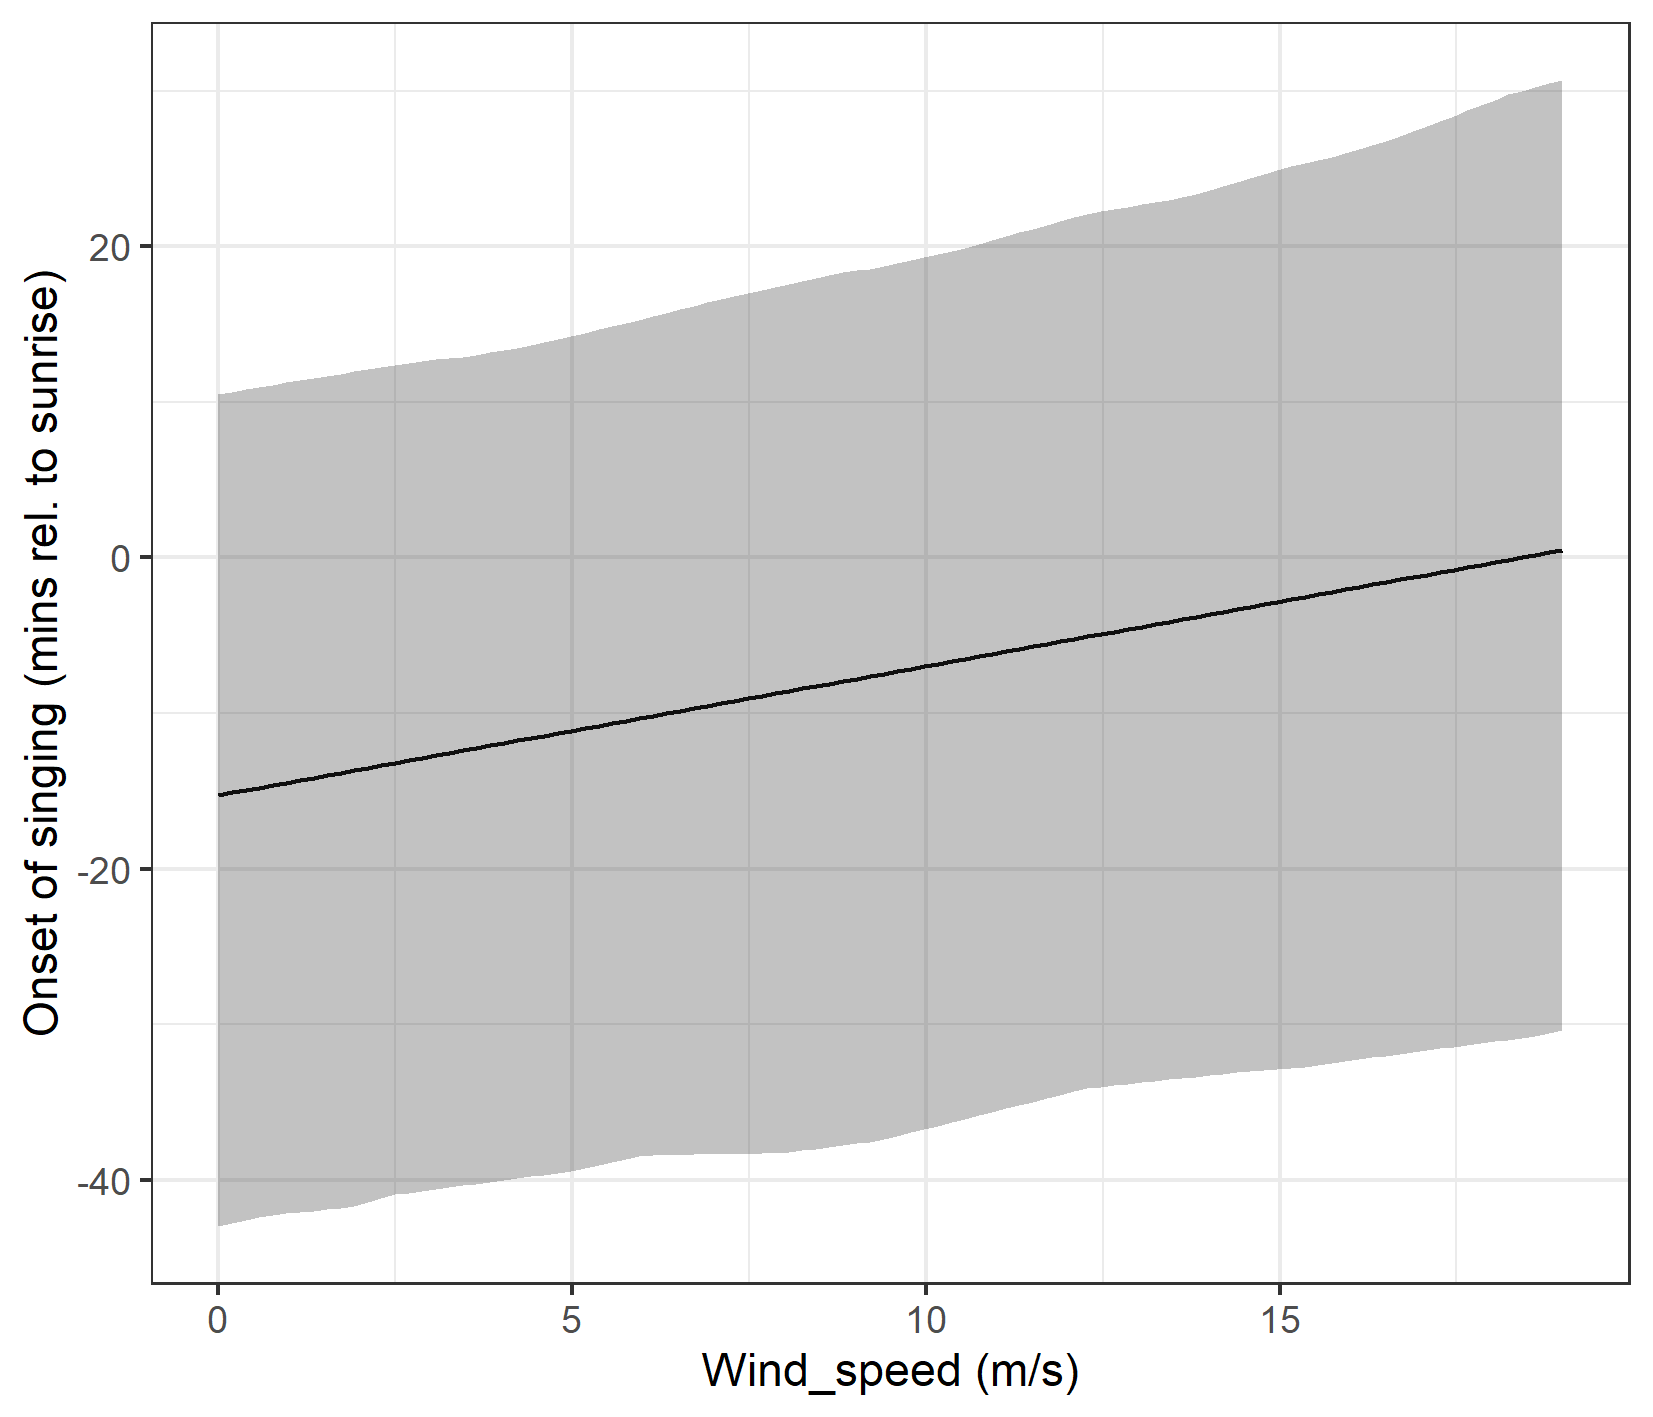 Onset of singing (mins rel. to sunrise)
20
0
-20
-40
0 5 10 15
Wind_speed (m/s)